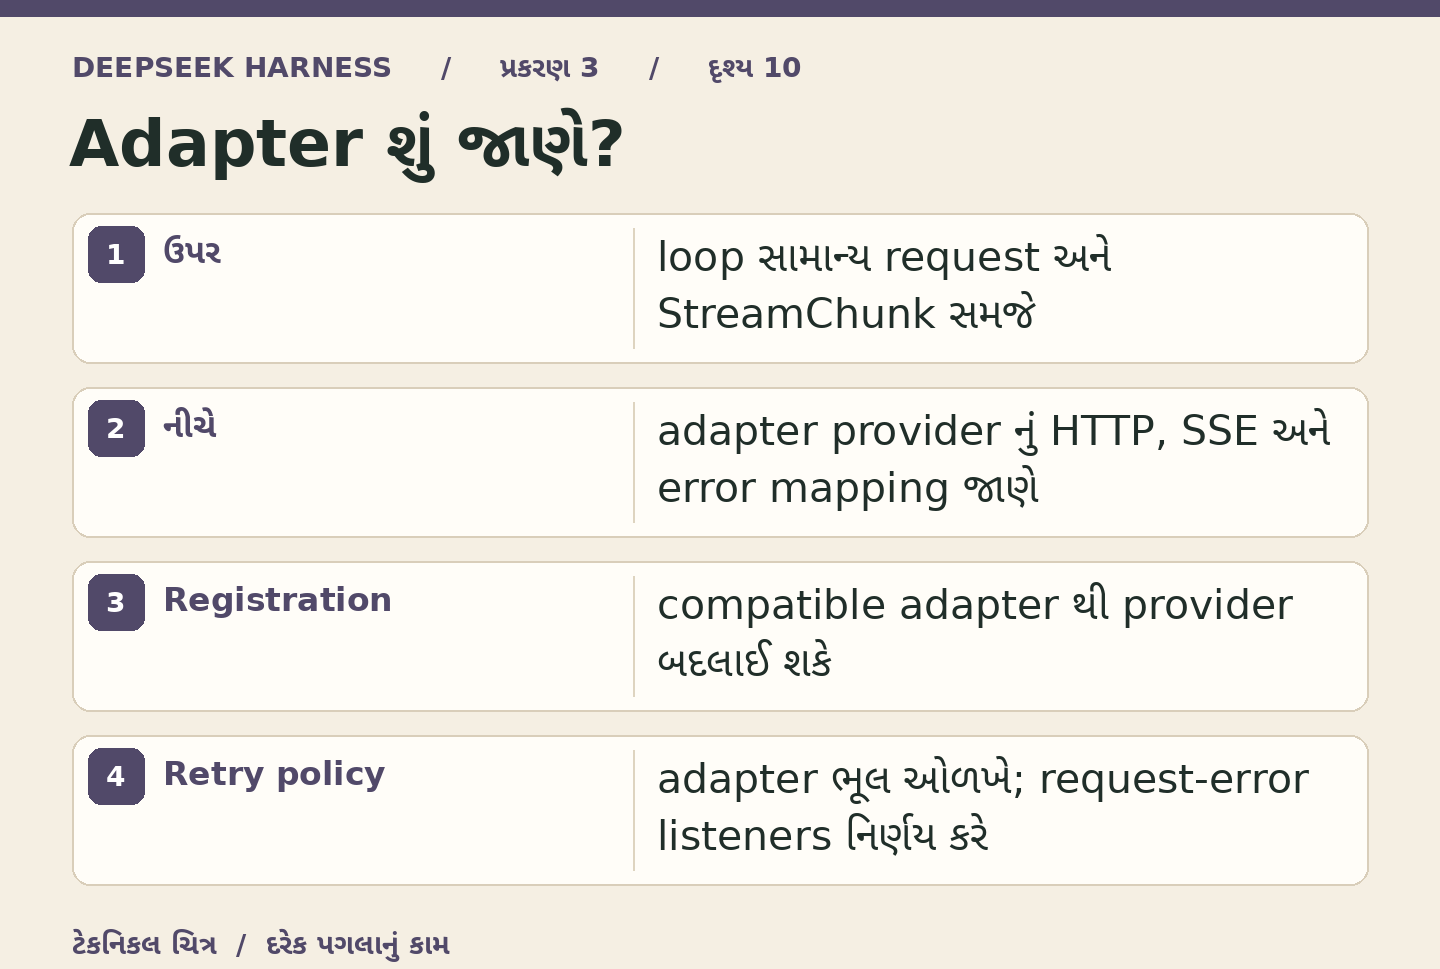 DEEPSEEK HARNESS / પ્રકરણ 3 / દૃશ્ય 10
Adapter શું જાણે?
1 ઉપર
loop સામાન્ય request અને
StreamChunk સમજે
2 નીચે
adapter provider નું HTTP, SSE અને
error mapping જાણે
3 Registration
compatible adapter થી provider
બદલાઈ શકે
4 Retry policy
adapter ભૂલ ઓળખે; request-error
listeners નિર્ણય કરે
ટેકનિકલ ચિત્ર / દરેક પગલાનું કામ